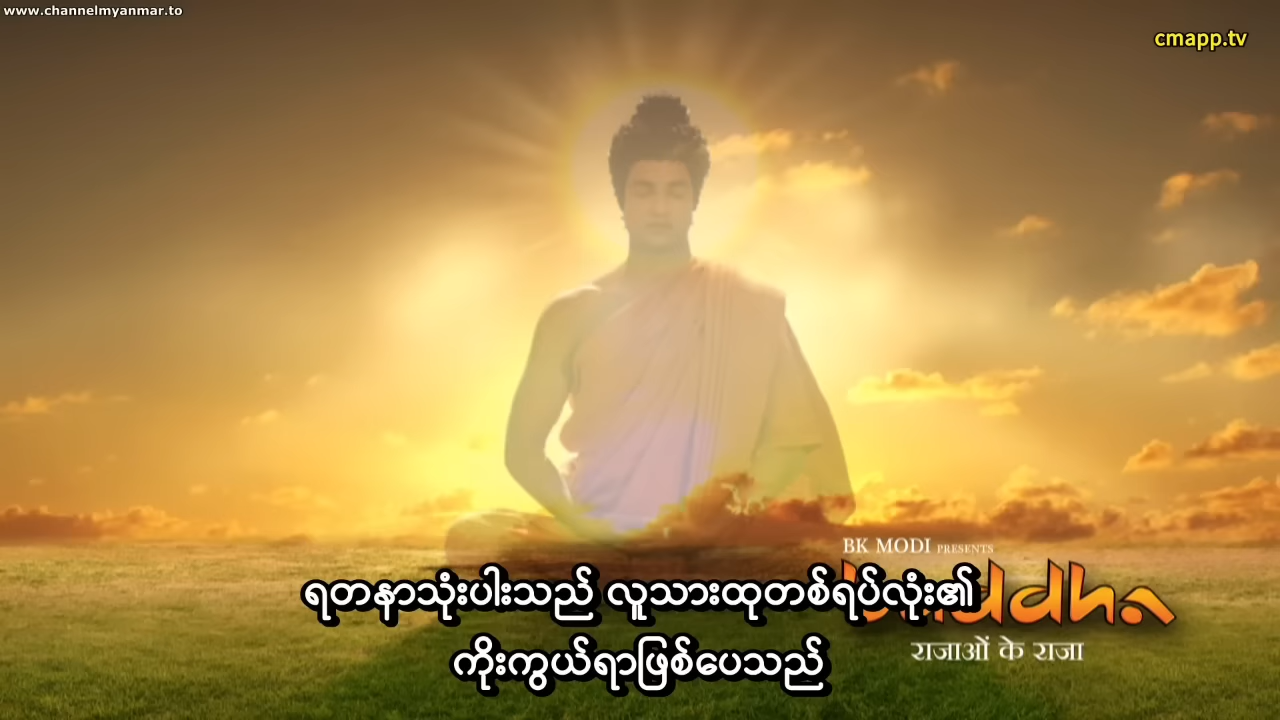 www.channelmyanmar.to
cmapp.tv
BK MODI PRESENTS
buddha
राजाओं के राजा
ရတနာသုံးပါးသည် လူသားထုတစ်ရပ်လုံး၏
ကိုးကွယ်ရာဖြစ်ပေသည်